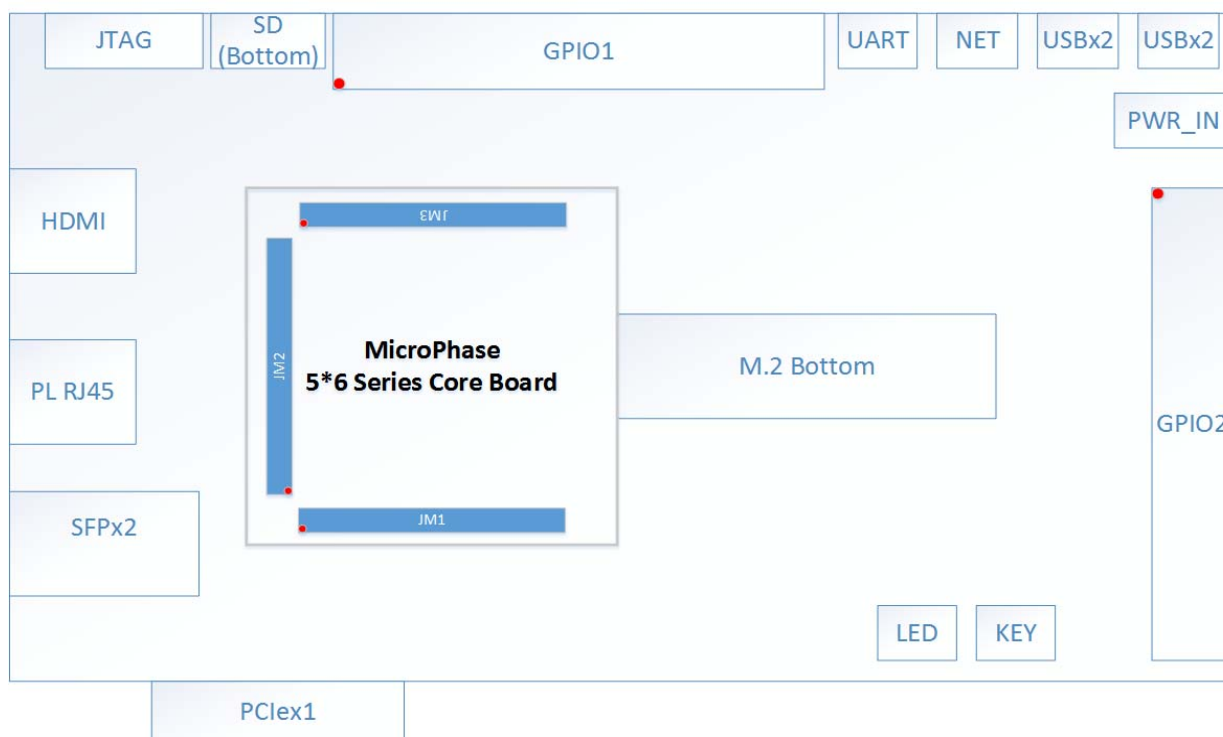 JTAG
SD
(Bottom)
GPIO1
UART
NET
USBx2
USBx2
PWR_IN
HDMI
JM3
JM2
MicroPhase
5*6 Series Core Board
M.2 Bottom
PL RJ45
GPIO2
SFPx2
JM1
LED
KEY
PCIex1